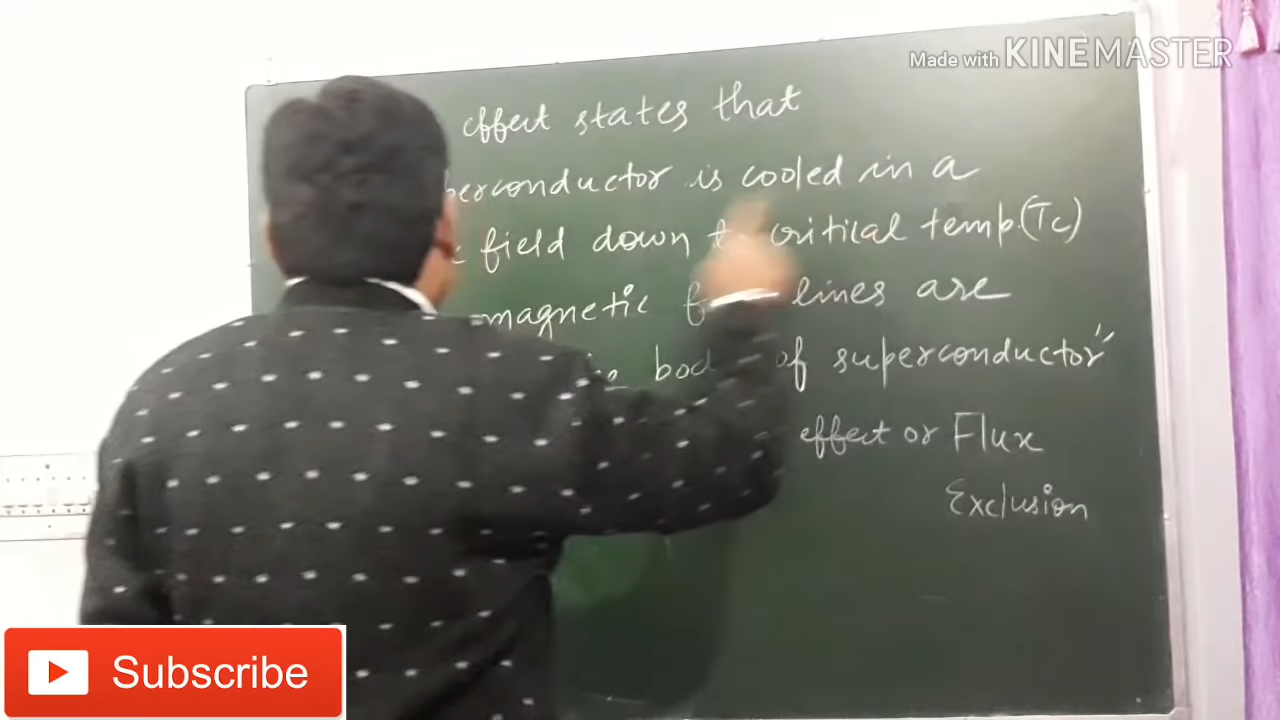 Made with KINEMASTER
effect states that
perconductor is cooled in a
c field down critical temp(Tc)
magnetic lines are
of superconductor"
effect or Flux
Exclusion
Subscribe